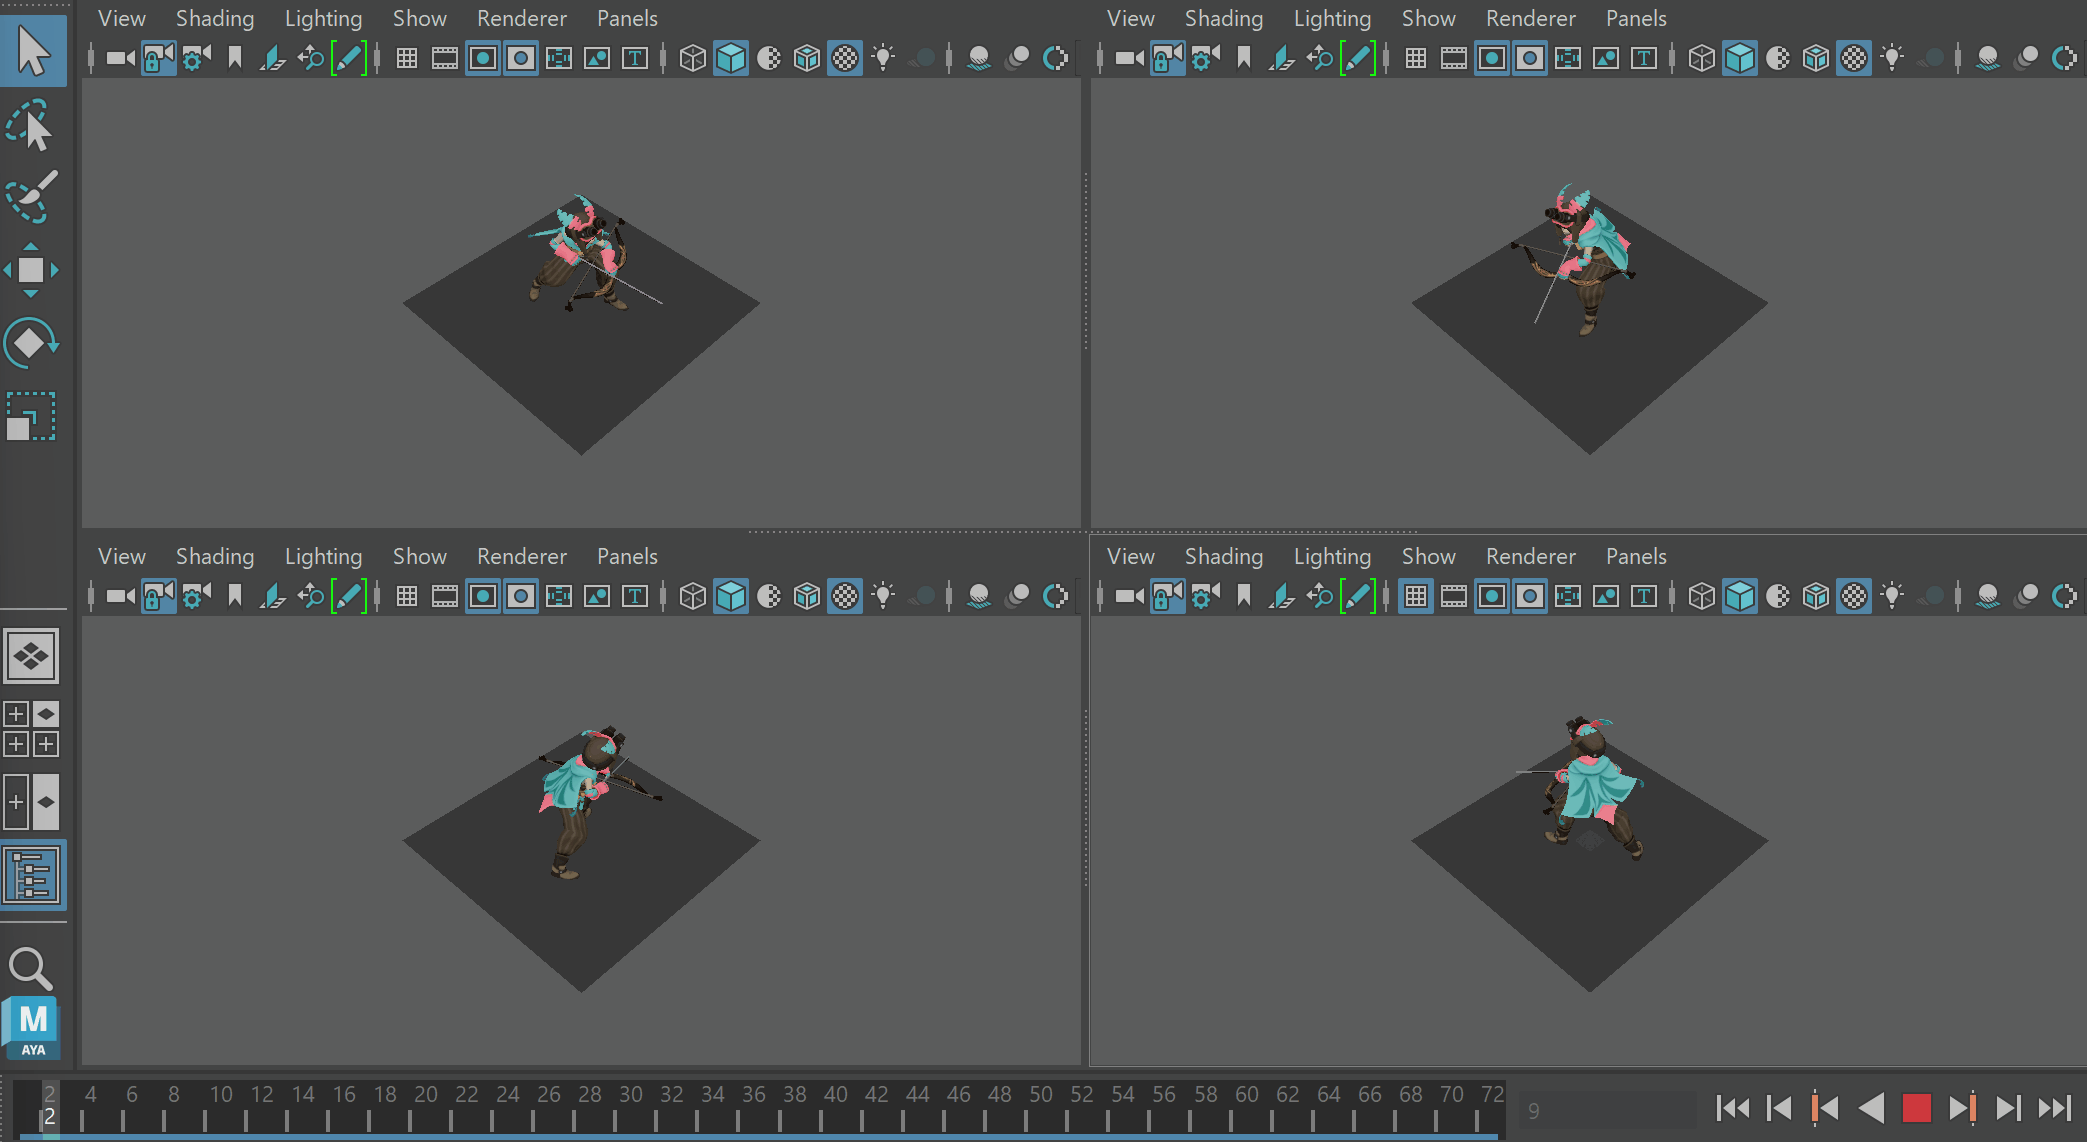 View Shading Lighting Show Renderer Panels
View Shading Lighting Show Renderer Panels
T
T
View Shading Lighting Show Renderer Panels
View Shading Lighting Show Renderer Panels
T
T
M
AYA
2 4 6 8 10 12 14 16 18 20 22 24 26 28 30 32 34 36 38 40 42 44 46 48 50 52 54 56 58 60 62 64 66 68 70 72
2
9